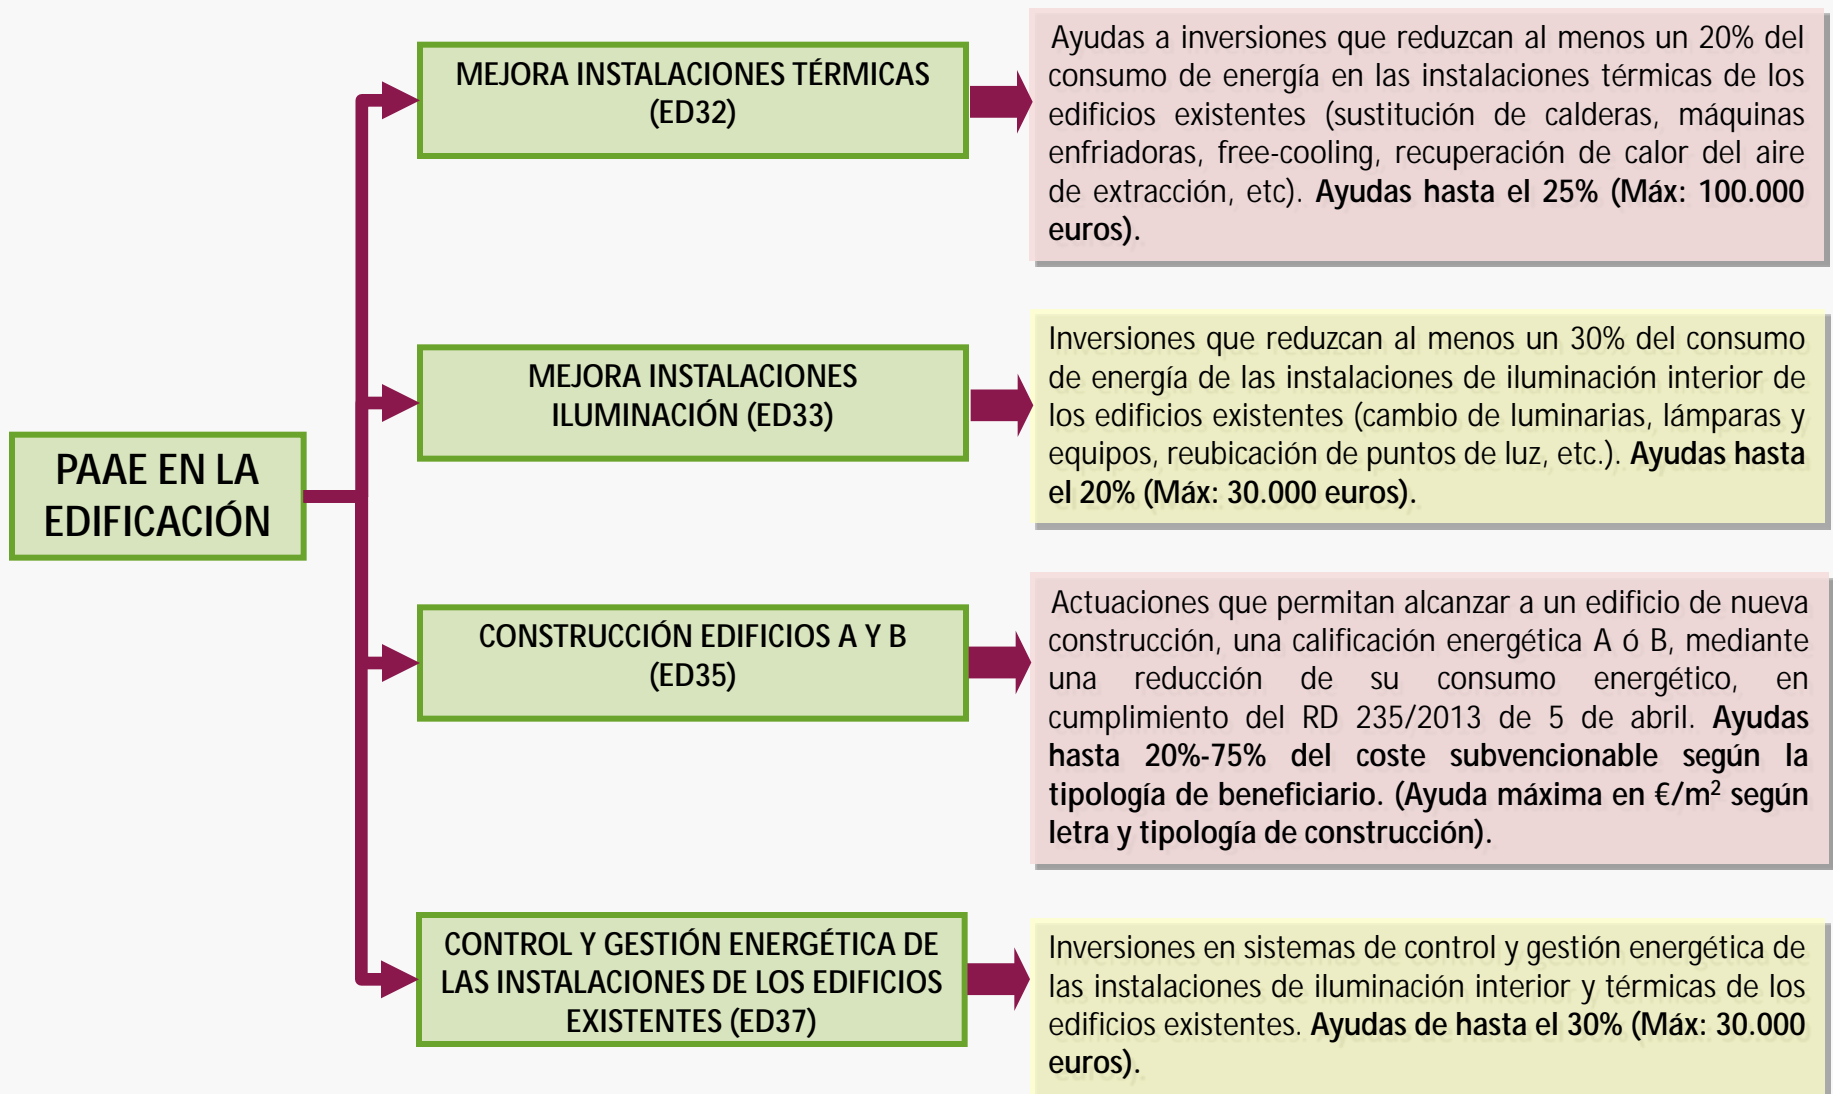 PAAE EN LA
EDIFICACIÓN
MEJORA INSTALACIONES TÉRMICAS
(ED32)
Ayudas a inversiones que reduzcan al menos un 20% del
consumo de energía en las instalaciones térmicas de los
edificios existentes (sustitución de calderas, máquinas
enfriadoras, free-cooling, recuperación de calor del aire
de extracción, etc). Ayudas hasta el 25% (Máx: 100.000
euros).
MEJORA INSTALACIONES
ILUMINACIÓN (ED33)
Inversiones que reduzcan al menos un 30% del consumo
de energía de las instalaciones de iluminación interior de
los edificios existentes (cambio de luminarias, lámparas y
equipos, reubicación de puntos de luz, etc.). Ayudas hasta
el 20% (Máx: 30.000 euros).
CONSTRUCCIÓN EDIFICIOS A Y B
(ED35)
Actuaciones que permitan alcanzar a un edificio de nueva
construcción, una calificación energética A ó B, mediante
una reducción de su consumo energético, en
cumplimiento del RD 235/2013 de 5 de abril. Ayudas
hasta 20%-75% del coste subvencionable según la
tipología de beneficiario. (Ayuda máxima en €/m² según
letra y tipología de construcción).
CONTROL Y GESTIÓN ENERGÉTICA DE
LAS INSTALACIONES DE LOS EDIFICIOS
EXISTENTES (ED37)
Inversiones en sistemas de control y gestión energética de
las instalaciones de iluminación interior y térmicas de los
edificios existentes. Ayudas de hasta el 30% (Máx: 30.000
euros).